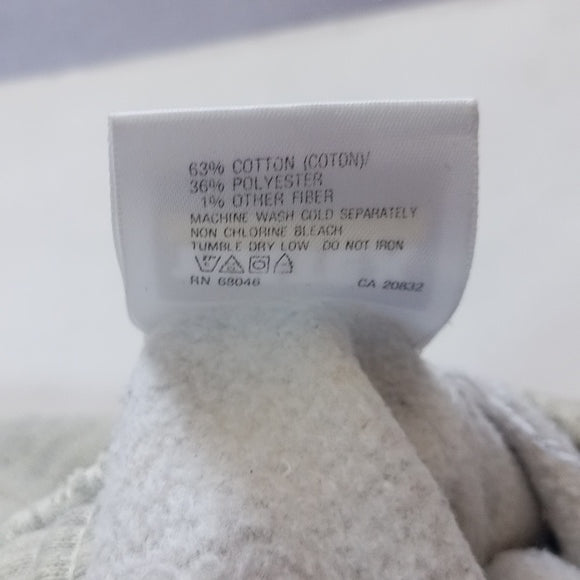 63% COTTON (COTON)/
36% POLYESTER
1% OTHER FIBER
MACHINE WASH COLD SEPARATELY
NON CHLORINE BLEACH
TUMBLE DRY LOW DO NOT IRON
RN 68046 CA 20832